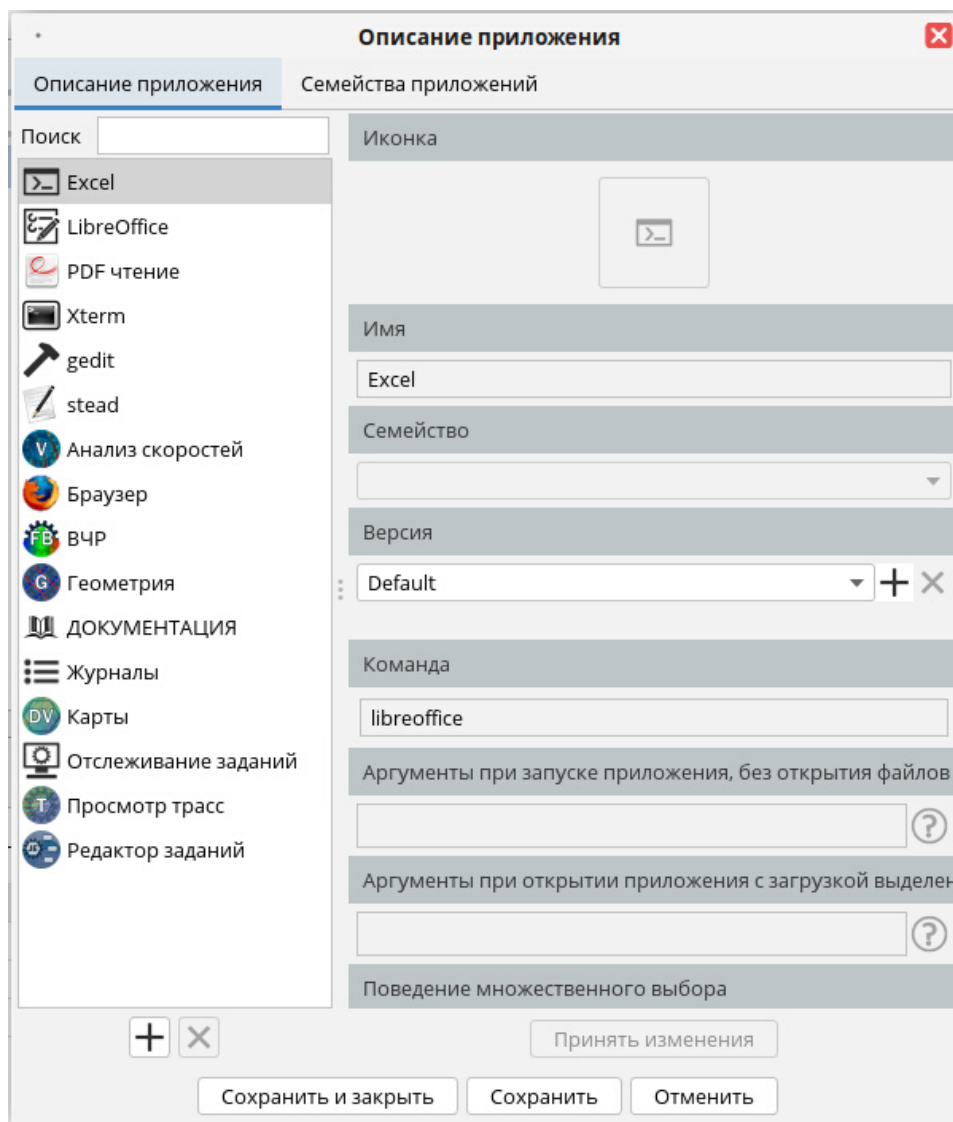 Описание приложения
Описание приложения
Семейства приложений
Поиск
Excel
LibreOffice
PDF чтение
Xterm
gedit
stead
V Анализ скоростей
Браузер
FB ВЧР
G Геометрия
ДОКУМЕНТАЦИЯ
Журналы
DV Карты
Отслеживание заданий
T Просмотр трасс
Редактор заданий
Иконка
Имя
Excel
Семейство
Версия
Default
Команда
libreoffice
Аргументы при запуске приложения, без открытия файлов
?
Аргументы при открытии приложения с загрузкой выделен
?
Поведение множественного выбора
Принять изменения
Сохранить и закрыть
Сохранить
Отменить